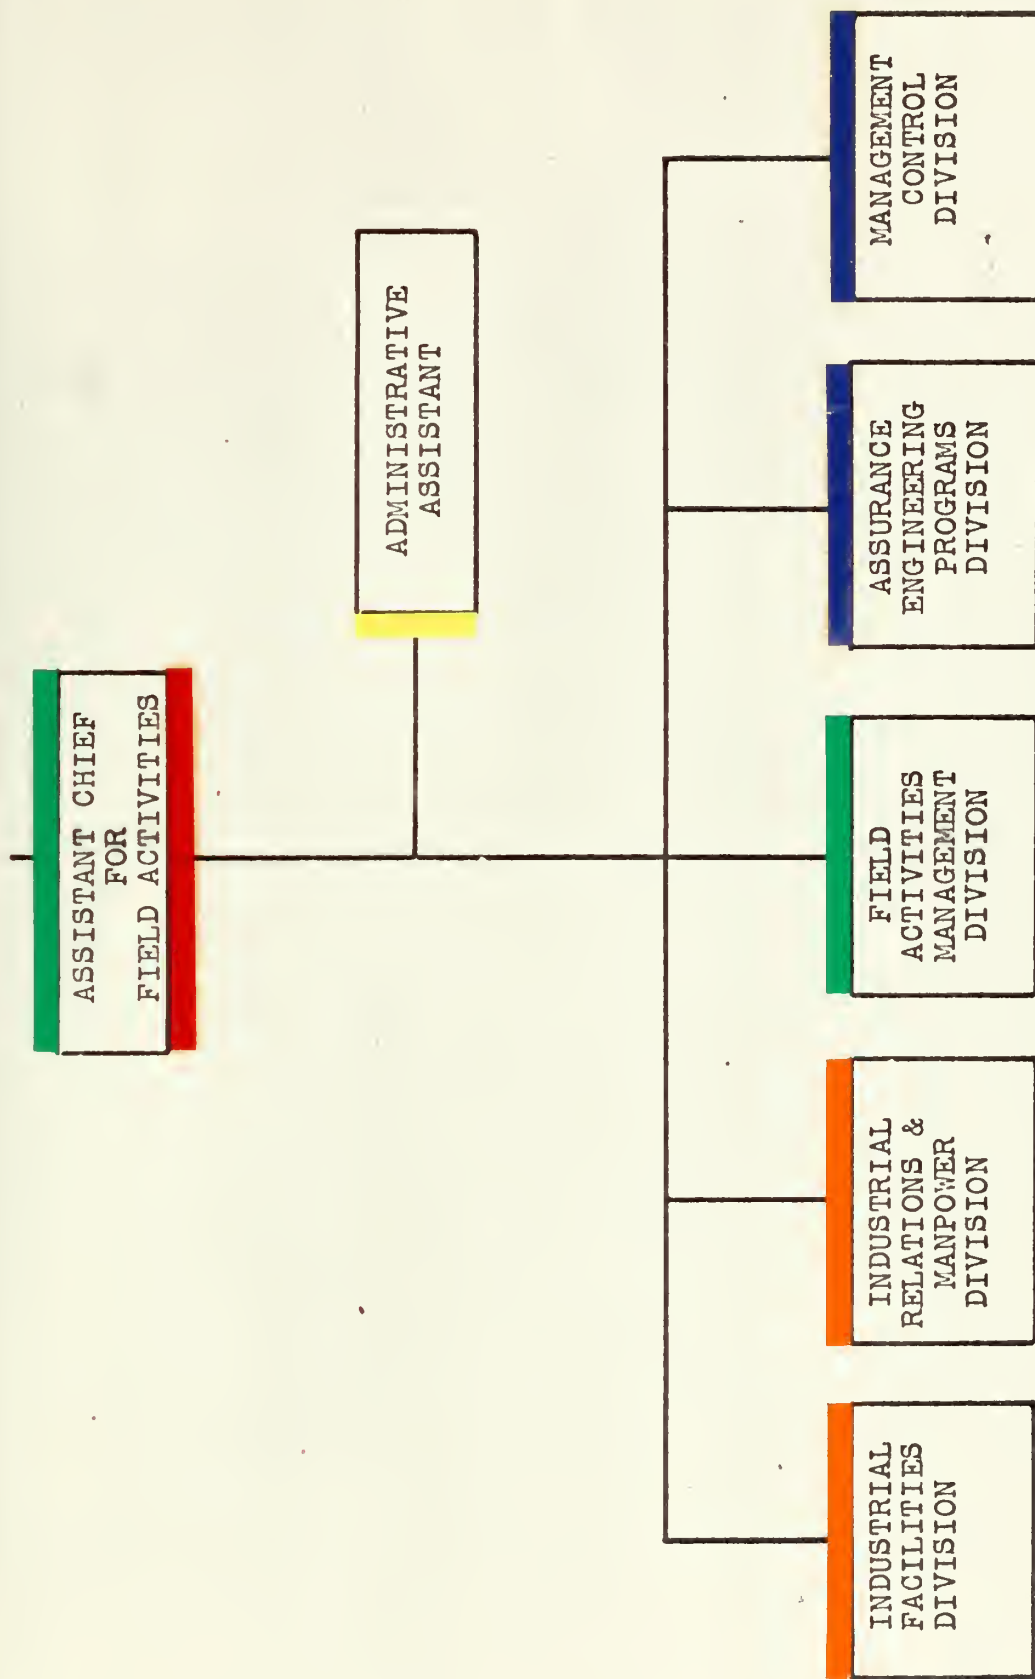 ASSISTANT CHIEF
FOR
FIELD ACTIVITIES
ADMINISTRATIVE
ASSISTANT
INDUSTRIAL
FACILITIES
DIVISION
INDUSTRIAL
RELATIONS &
MANPOWER
DIVISION
FIELD
ACTIVITIES
MANAGEMENT
DIVISION
ASSURANCE
ENGINEERING
PROGRAMS
DIVISION
MANAGEMENT
CONTROL
DIVISION